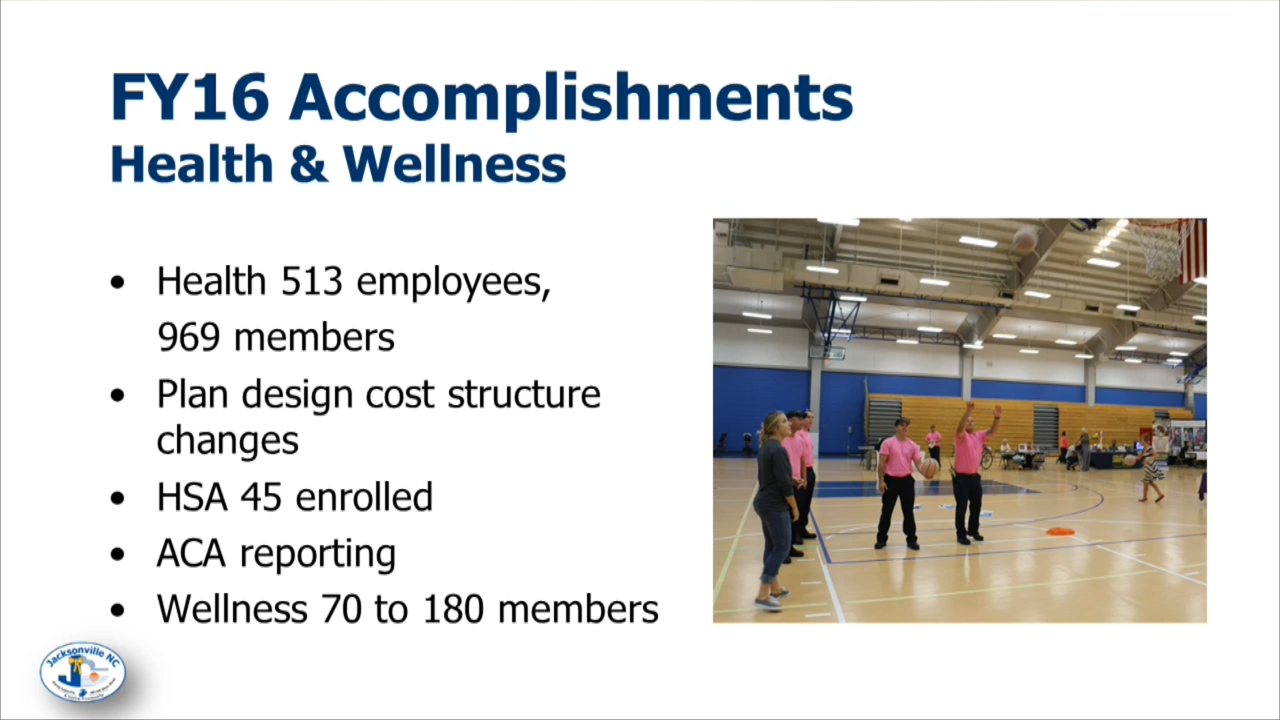 FY16 Accomplishments
Health & Wellness
• Health 513 employees,
969 members
• Plan design cost structure
changes
• HSA 45 enrolled
• ACA reporting
• Wellness 70 to 180 members
Jacksonville NC